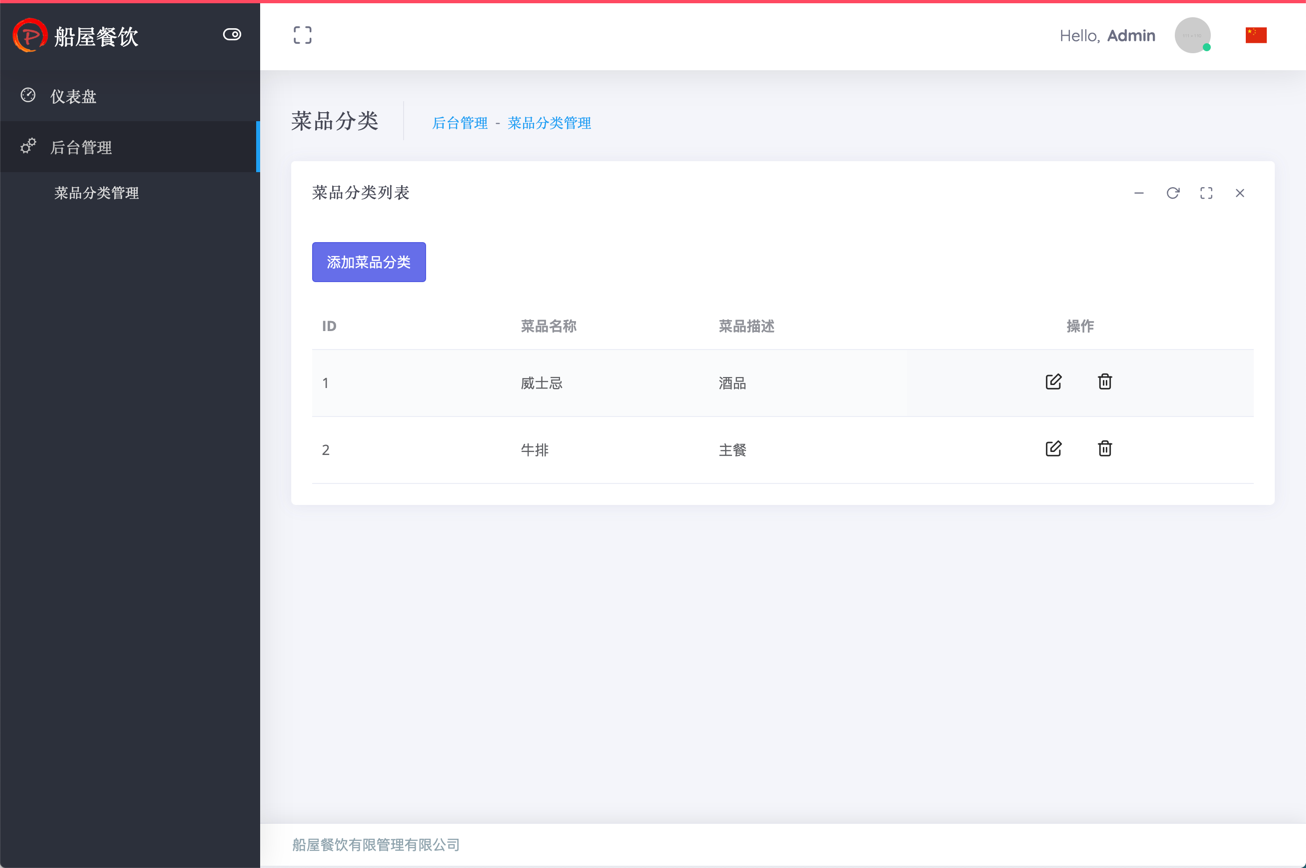 船屋餐饮
Hello, Admin
仪表盘
后台管理
菜品分类管理
菜品分类
后台管理 - 菜品分类管理
菜品分类列表
添加菜品分类
ID 菜品名称 菜品描述 操作
1 威士忌 酒品
2 牛排 主餐
船屋餐饮有限管理有限公司